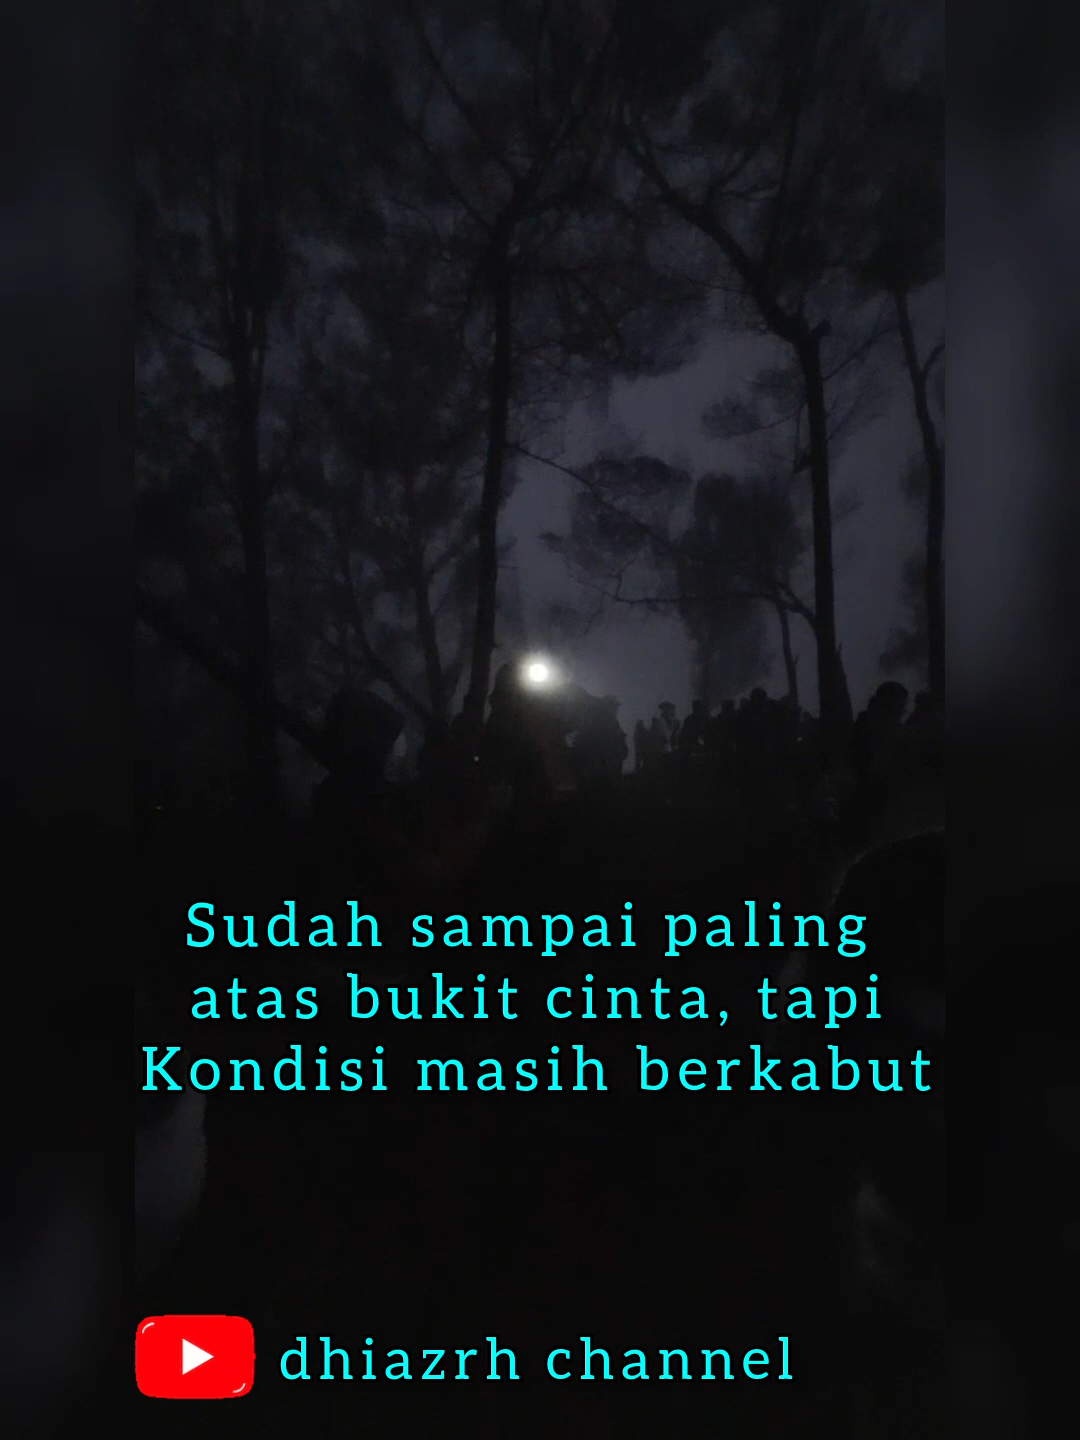 Sudah sampai paling
atas bukit cinta, tapi
Kondisi masih berkabut
dhiazrh channel